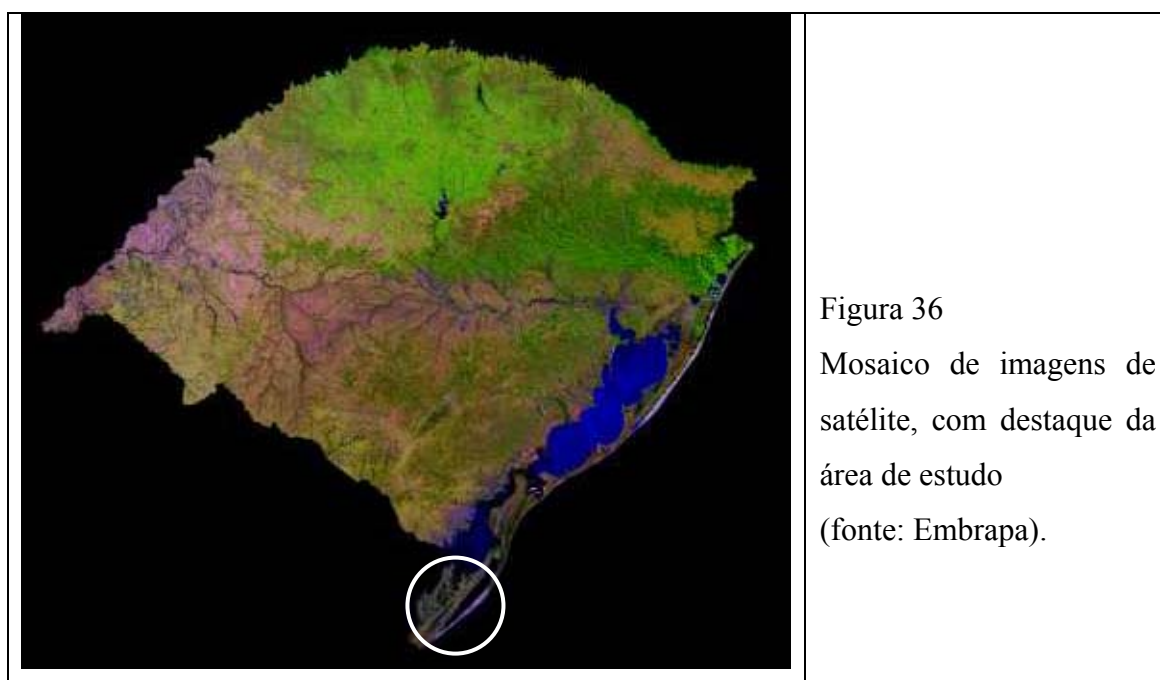 Figura 36
Mosaico de imagens de
satélite, com destaque da
área de estudo
(fonte: Embrapa).